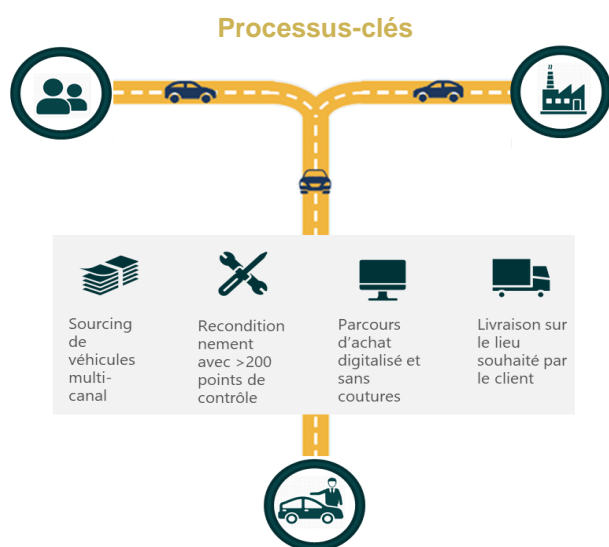 Processus-clés
Sourcing
de
véhicules
multi-
canal
Recondition
nement
avec >200
points de
contrôle
Parcours
d'achat
digitalisé et
sans
coutures
Livraison sur
le lieu
souhaité par
le client